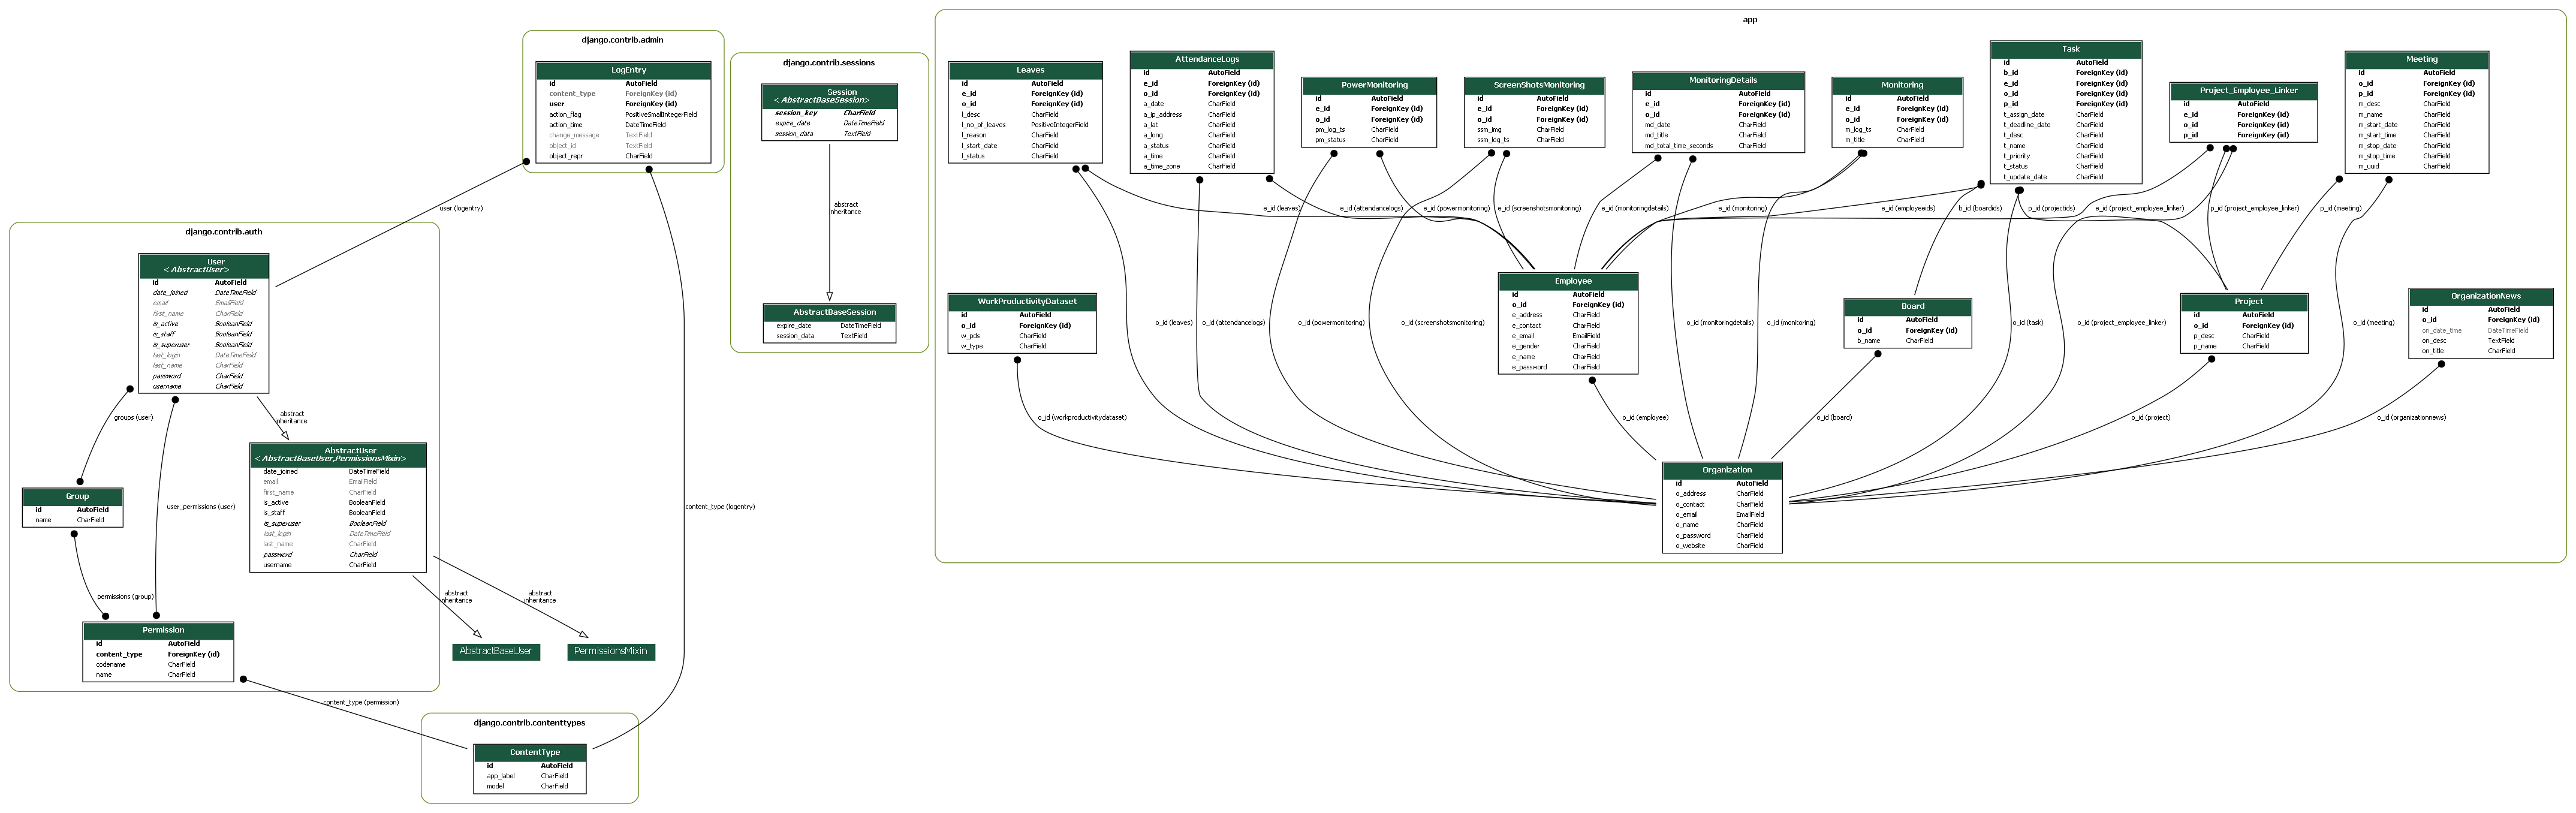 django.contrib.admin
LogEntry
id AutoField
content_type ForeignKey (id)
user ForeignKey (id)
action_flag PositiveSmallIntegerField
action_time DateTimeField
change_message TextField
object_id TextField
object_repr CharField
user (logentry)
content_type (logentry)
django.contrib.sessions
Session
<AbstractBaseSession>
session_key CharField
expire_date DateTimeField
session_data TextField
abstract
inheritance
AbstractBaseSession
expire_date DateTimeField
session_data TextField
django.contrib.auth
User
<AbstractUser>
id AutoField
date_joined DateTimeField
email EmailField
first_name CharField
is_active BooleanField
is_staff BooleanField
is_superuser BooleanField
last_login DateTimeField
last_name CharField
password CharField
username CharField
groups (user)
user_permissions (user)
abstract
inheritance
AbstractUser
<AbstractBaseUser,PermissionsMixin>
date_joined DateTimeField
email EmailField
first_name CharField
is_active BooleanField
is_staff BooleanField
is_superuser BooleanField
last_login DateTimeField
last_name CharField
password CharField
username CharField
Group
id AutoField
name CharField
permissions (group)
Permission
id AutoField
content_type ForeignKey (id)
codename CharField
name CharField
abstract
inheritance
abstract
inheritance
AbstractBaseUser
PermissionsMixin
content_type (permission)
django.contrib.contenttypes
ContentType
id AutoField
app_label CharField
model CharField
app
Leaves
id AutoField
e_id ForeignKey (id)
o_id ForeignKey (id)
l_desc CharField
l_no_of_leaves PositiveIntegerField
l_reason CharField
l_start_date CharField
l_status CharField
AttendanceLogs
id AutoField
e_id ForeignKey (id)
o_id ForeignKey (id)
a_date CharField
a_ip_address CharField
a_lat CharField
a_long CharField
a_status CharField
a_time CharField
a_time_zone CharField
PowerMonitoring
id AutoField
e_id ForeignKey (id)
o_id ForeignKey (id)
pm_log_ts CharField
pm_status CharField
ScreenShotsMonitoring
id AutoField
e_id ForeignKey (id)
o_id ForeignKey (id)
ssm_img CharField
ssm_log_ts CharField
MonitoringDetails
id AutoField
e_id ForeignKey (id)
o_id ForeignKey (id)
md_date CharField
md_title CharField
md_total_time_seconds CharField
Monitoring
id AutoField
e_id ForeignKey (id)
o_id ForeignKey (id)
m_log_ts CharField
m_title CharField
Task
id AutoField
b_id ForeignKey (id)
e_id ForeignKey (id)
o_id ForeignKey (id)
p_id ForeignKey (id)
t_assign_date CharField
t_deadline_date CharField
t_desc CharField
t_name CharField
t_priority CharField
t_status CharField
t_update_date CharField
Project_Employee_Linker
id AutoField
e_id ForeignKey (id)
o_id ForeignKey (id)
p_id ForeignKey (id)
Meeting
id AutoField
o_id ForeignKey (id)
p_id ForeignKey (id)
m_desc CharField
m_name CharField
m_start_date CharField
m_start_time CharField
m_stop_date CharField
m_stop_time CharField
m_uuid CharField
e_id (leaves)
e_id (attendancelogs)
e_id (powermonitoring)
e_id (screenshotsmonitoring)
e_id (monitoringdetails)
e_id (monitoring)
e_id (employeeids)
b_id (boardids)
p_id (projectids)
e_id (project_employee_linker)
p_id (project_employee_linker)
p_id (meeting)
WorkProductivityDataset
id AutoField
o_id ForeignKey (id)
w_pds CharField
w_type CharField
Employee
id AutoField
o_id ForeignKey (id)
e_address CharField
e_contact CharField
e_email EmailField
e_gender CharField
e_name CharField
e_password CharField
Board
id AutoField
o_id ForeignKey (id)
b_name CharField
Project
id AutoField
o_id ForeignKey (id)
p_desc CharField
p_name CharField
OrganizationNews
id AutoField
o_id ForeignKey (id)
on_date_time DateTimeField
on_desc TextField
on_title CharField
o_id (leaves)
o_id (attendancelogs)
o_id (powermonitoring)
o_id (screenshotsmonitoring)
o_id (monitoringdetails)
o_id (monitoring)
o_id (task)
o_id (project_employee_linker)
o_id (meeting)
o_id (workproductivitydataset)
o_id (employee)
o_id (board)
o_id (project)
o_id (organizationnews)
Organization
id AutoField
o_address CharField
o_contact CharField
o_email EmailField
o_name CharField
o_password CharField
o_website CharField